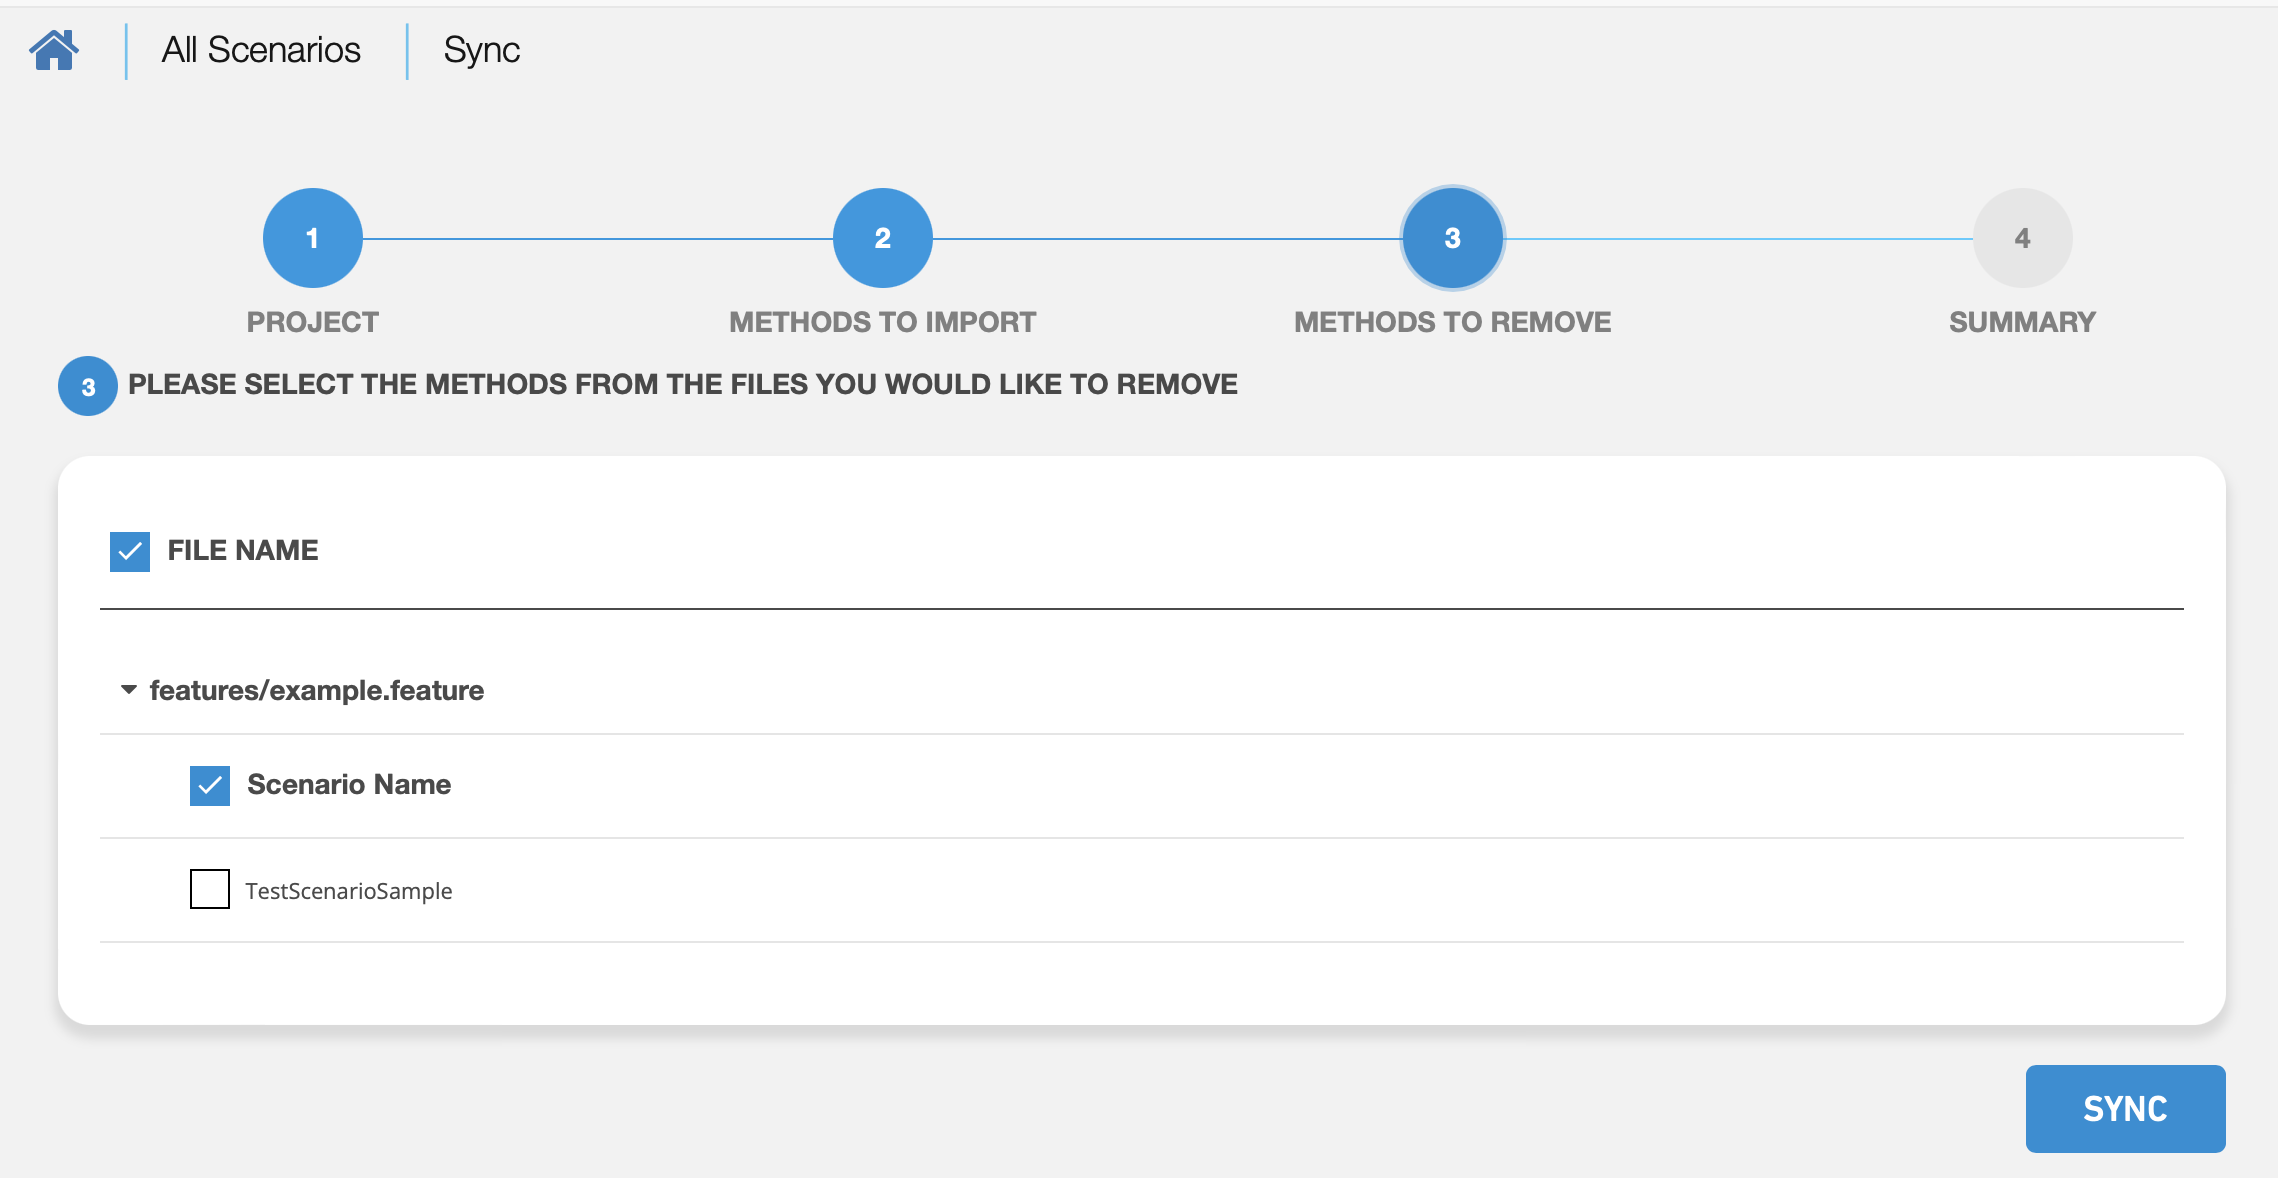 All Scenarios
Sync
1
2
3
4
PROJECT
METHODS TO IMPORT
METHODS TO REMOVE
SUMMARY
3 PLEASE SELECT THE METHODS FROM THE FILES YOU WOULD LIKE TO REMOVE
FILE NAME
features/example.feature
Scenario Name
TestScenarioSample
SYNC